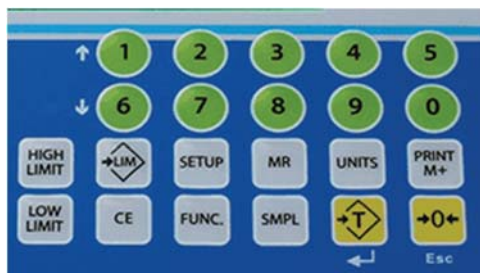 ↑ 1 2 3 4 5
↓ 6 7 8 9 0
HIGH LIMIT →LIM SETUP MR UNITS PRINT M+
LOW LIMIT CE FUNC. SMPL →T →0←
↵ Esc